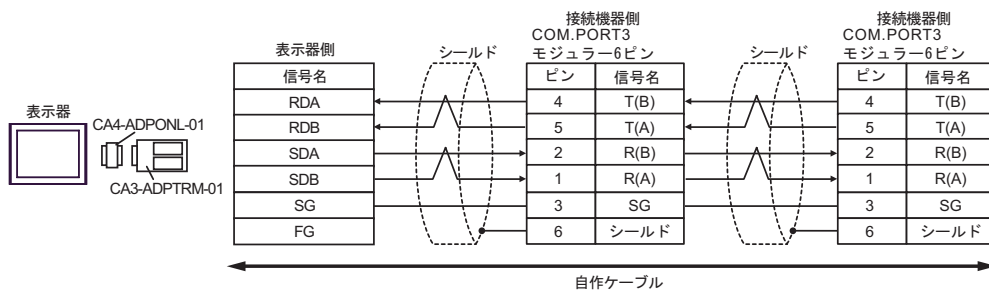 表示器
CA4-ADPONL-01
CA3-ADPTRM-01
表示器側
信号名
RDA
RDB
SDA
SDB
SG
FG
シールド
接続機器側
COM.PORT3
モジュラー6ピン
ピン 信号名
4 T(B)
5 T(A)
2 R(B)
1 R(A)
3 SG
6 シールド
シールド
接続機器側
COM.PORT3
モジュラー6ピン
ピン 信号名
4 T(B)
5 T(A)
2 R(B)
1 R(A)
3 SG
6 シールド
自作ケーブル